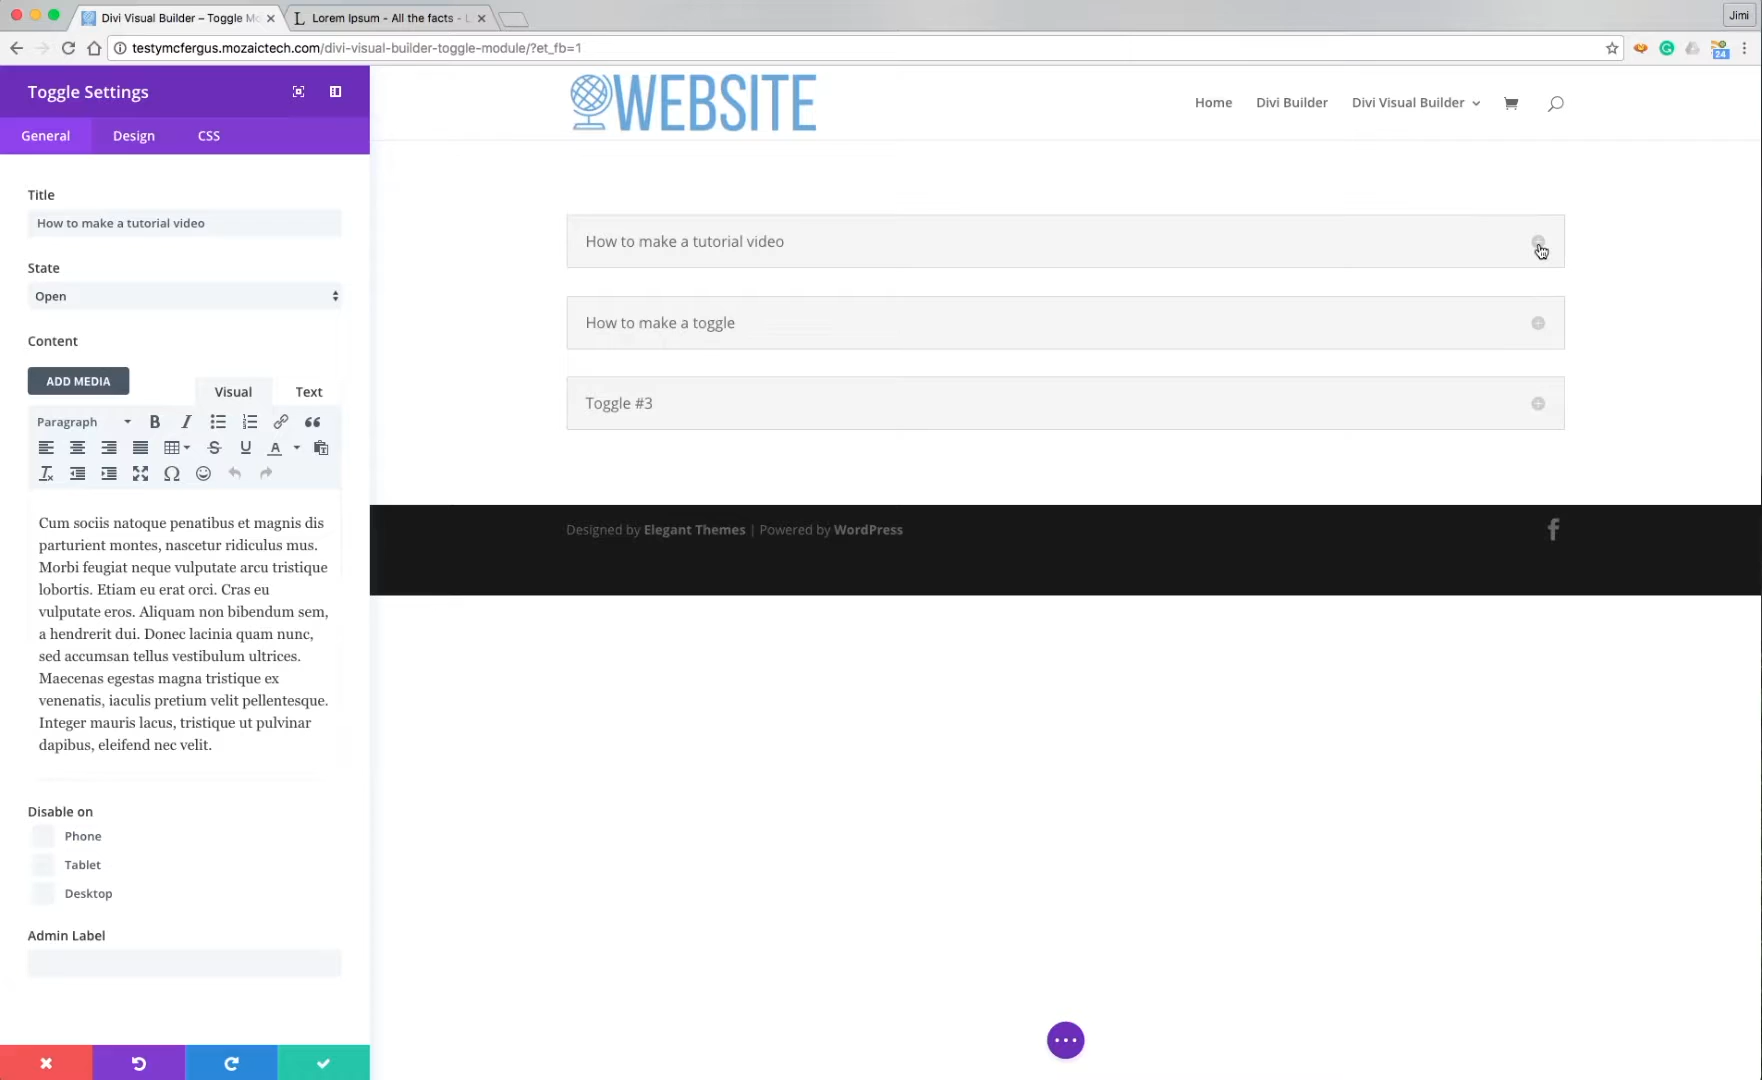 Divi Visual Builder – Toggle Mo
Lorem Ipsum - All the facts - L
Jimi
testymcfergus.mozaictech.com/divi-visual-builder-toggle-module/?et_fb=1
24
Toggle Settings
General
Design
CSS
Title
How to make a tutorial video
State
Open
Content
ADD MEDIA
Visual
Text
Paragraph
Cum sociis natoque penatibus et magnis dis
parturient montes, nascetur ridiculus mus.
Morbi feugiat neque vulputate arcu tristique
lobortis. Etiam eu erat orci. Cras eu
vulputate eros. Aliquam non bibendum sem,
a hendrerit dui. Donec lacinia quam nunc,
sed accumsan tellus vestibulum ultrices.
Maecenas egestas magna tristique ex
venenatis, iaculis pretium velit pellentesque.
Integer mauris lacus, tristique ut pulvinar
dapibus, eleifend nec velit.
Disable on
Phone
Tablet
Desktop
Admin Label
WEBSITE
Home
Divi Builder
Divi Visual Builder
How to make a tutorial video
How to make a toggle
Toggle #3
Designed by Elegant Themes | Powered by WordPress